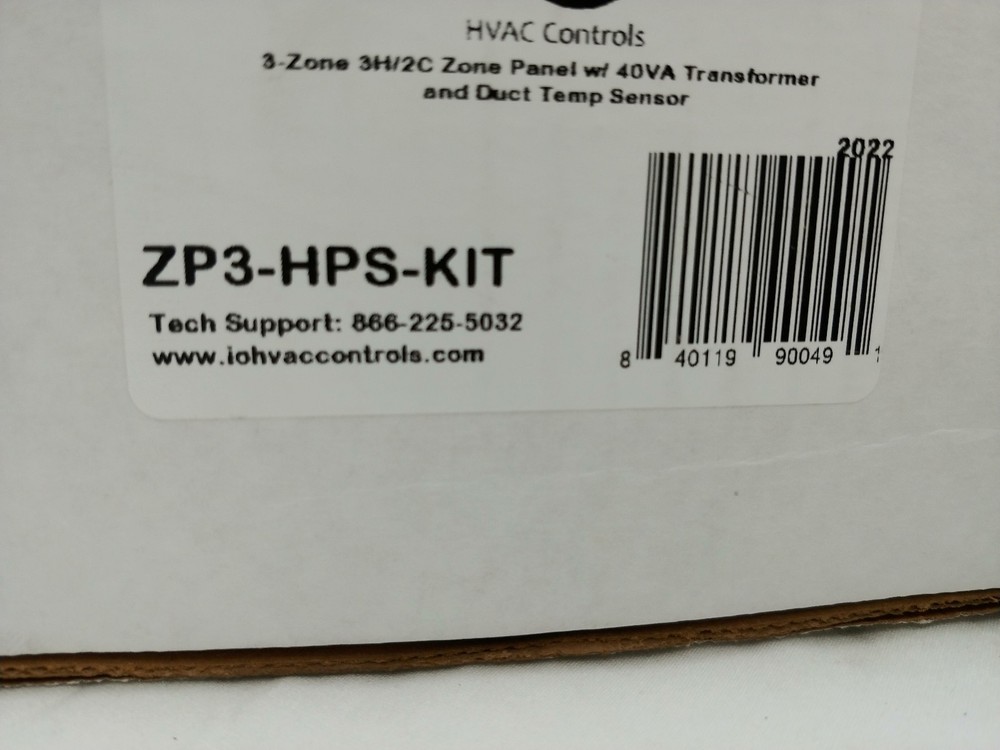 HVAC Controls
3-Zone 3H/2C Zone Panel w/ 40VA Transformer
and Duct Temp Sensor
2022
ZP3-HPS-KIT
Tech Support: 866-225-5032
www.iohvaccontrols.com
8 40119 90049